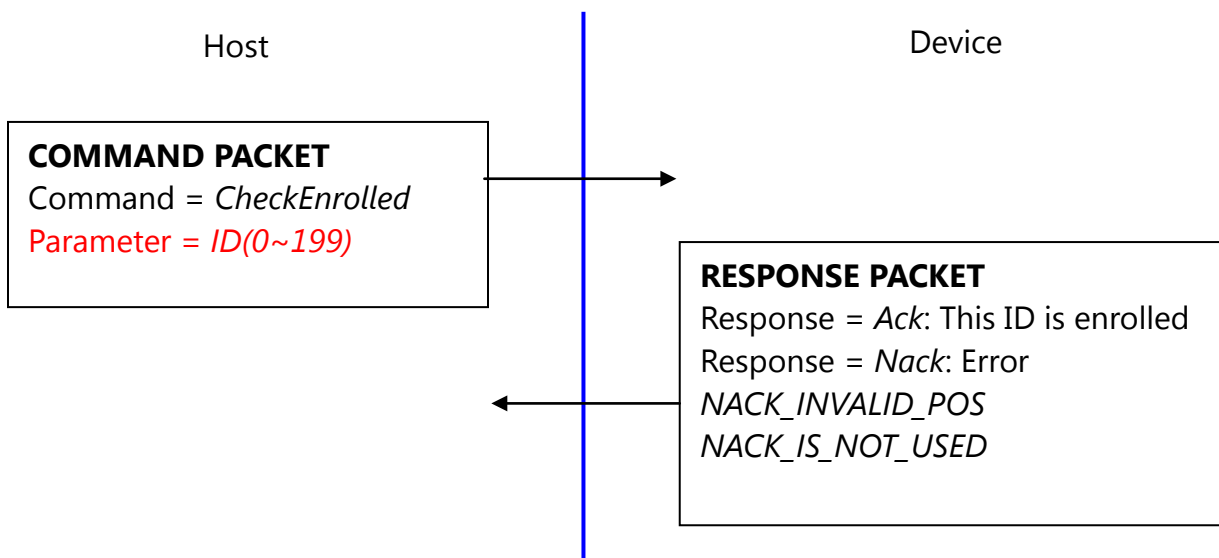 Host
Device
COMMAND PACKET
Command = CheckEnrolled
Parameter = ID(0~199)
RESPONSE PACKET
Response = Ack: This ID is enrolled
Response = Nack: Error
NACK_INVALID_POS
NACK_IS_NOT_USED